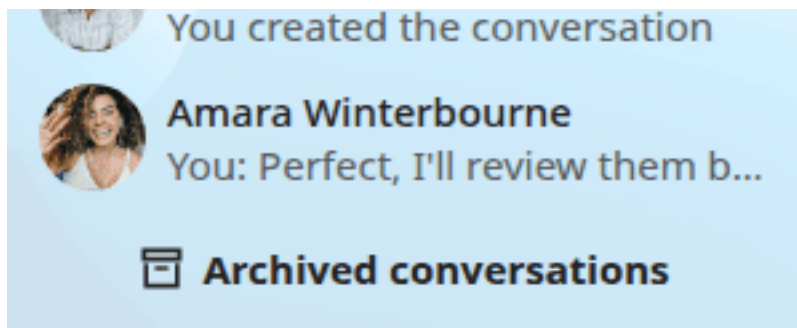 You created the conversation
Amara Winterbourne
You: Perfect, I'll review them b...
Archived conversations